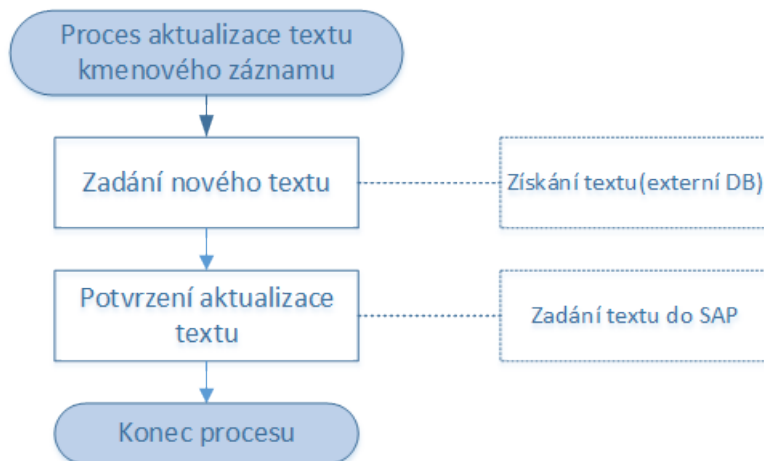 Proces aktualizace textu
kmenového záznamu
Zadání nového textu
Získání textu(externí DB)
Potvrzení aktualizace
textu
Zadání textu do SAP
Konec procesu